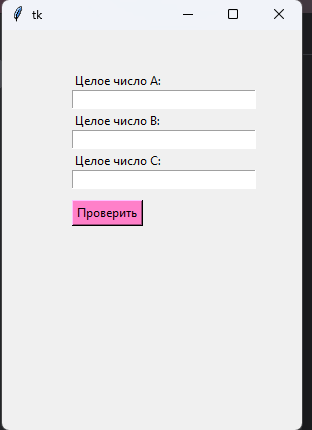 tk
Целое число A:
Целое число B:
Целое число C:
Проверить